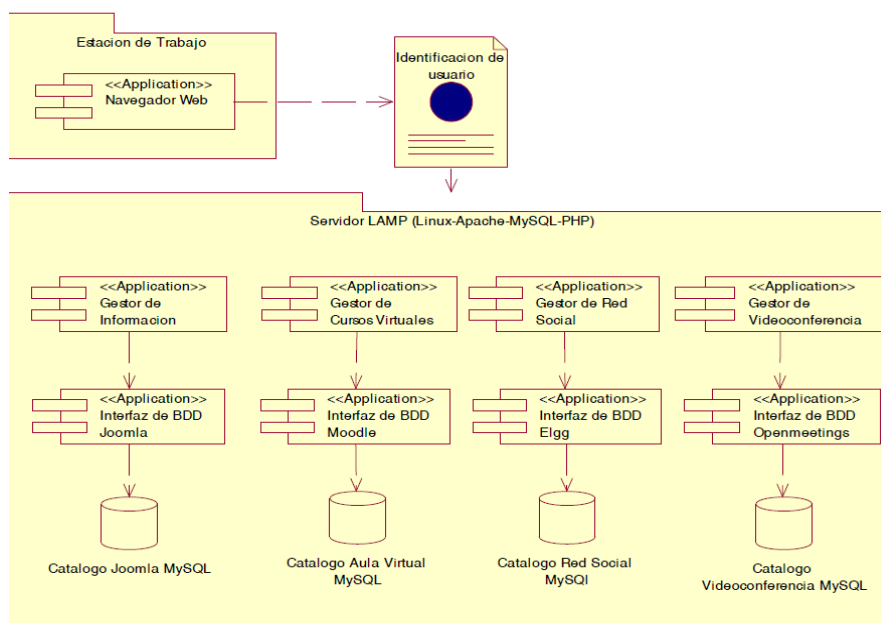 Estacion de Trabajo
<<Application>>
Navegador Web
Identificacion de
usuario
Servidor LAMP (Linux-Apache-MySQL-PHP)
<<Application>>
Gestor de
Informacion
<<Application>>
Gestor de
Cursos Virtuales
<<Application>>
Gestor de Red
Social
<<Application>>
Gestor de
Videoconferencia
<<Application>>
Interfaz de BDD
Joomla
<<Application>>
Interfaz de BDD
Moodle
<<Application>>
Interfaz de BDD
Elgg
<<Application>>
Interfaz de BDD
Openmeetings
Catalogo Joomla MySQL
Catalogo Aula Virtual
MySQL
Catalogo Red Social
MySQl
Catalogo
Videoconferencia MySQL